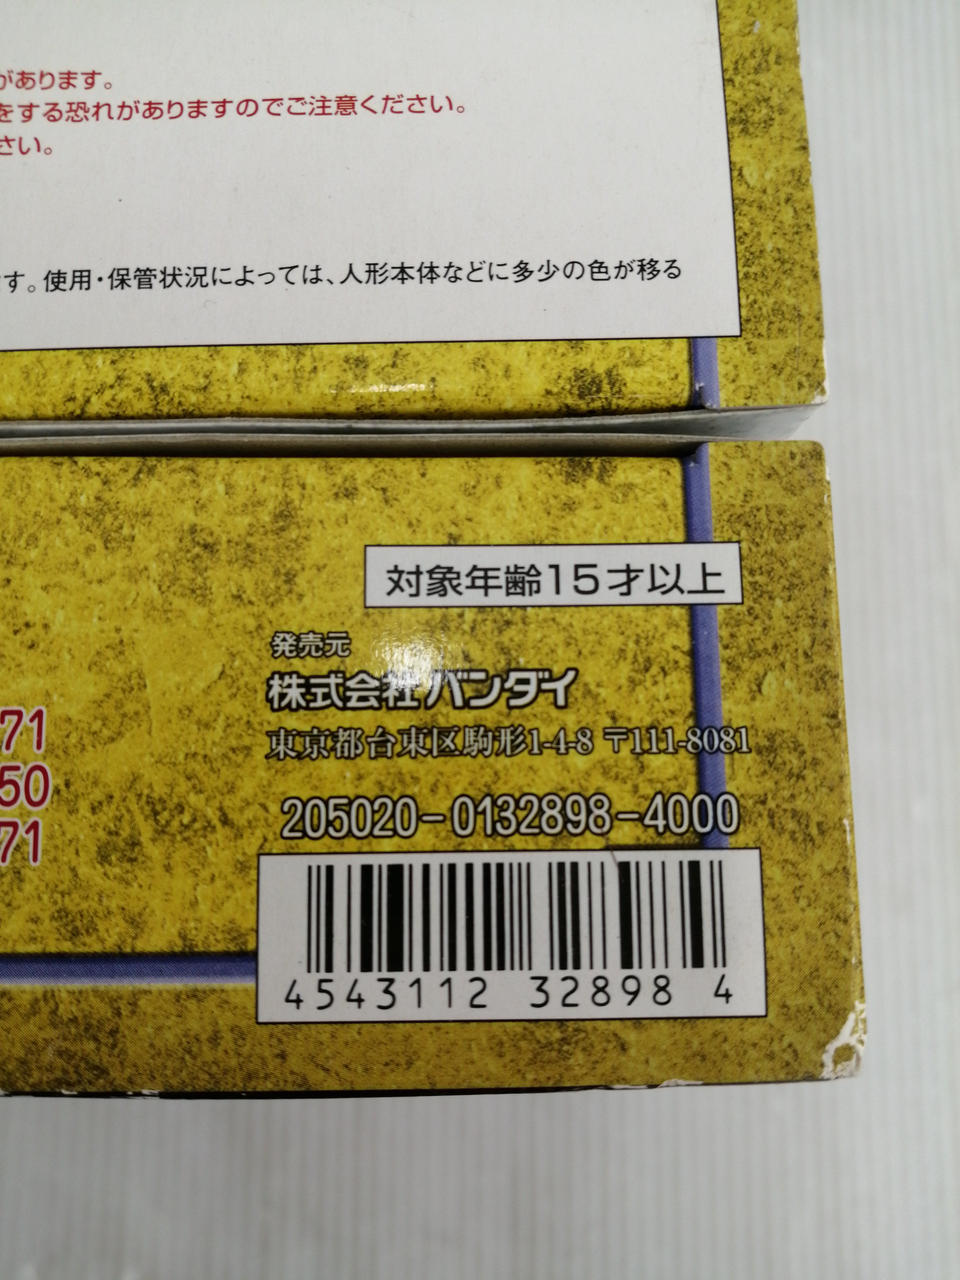 があります。
をする恐れがありますのでご注意ください。
さい。
す。使用・保管状況によっては、人形本体などに多少の色が移る
対象年齢15才以上
発売元
株式会社バンダイ
東京都台東区駒形1-4-8 〒111-8081
71
50
71
205020-0132898-4000
4543112 32898 4